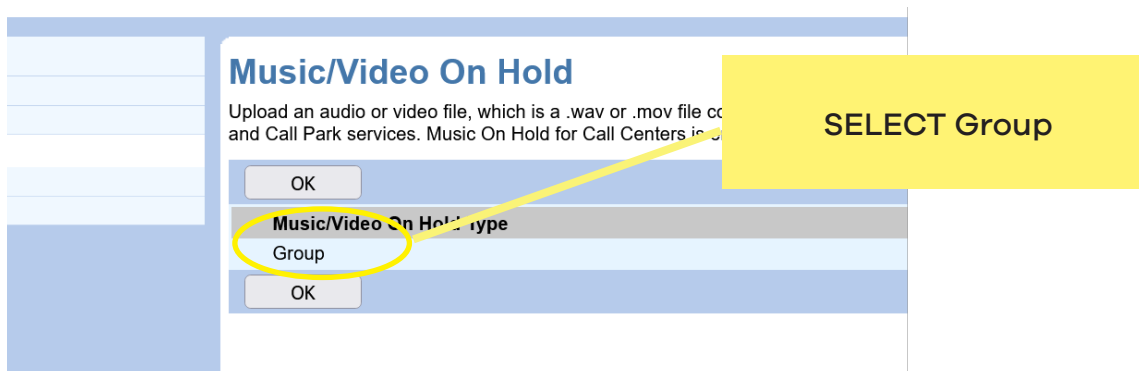 Music/Video On Hold
Upload an audio or video file, which is a .wav or .mov file
and Call Park services. Music On Hold for Call Centers is
SELECT Group
OK
Music/Video On Hold Type
Group
OK